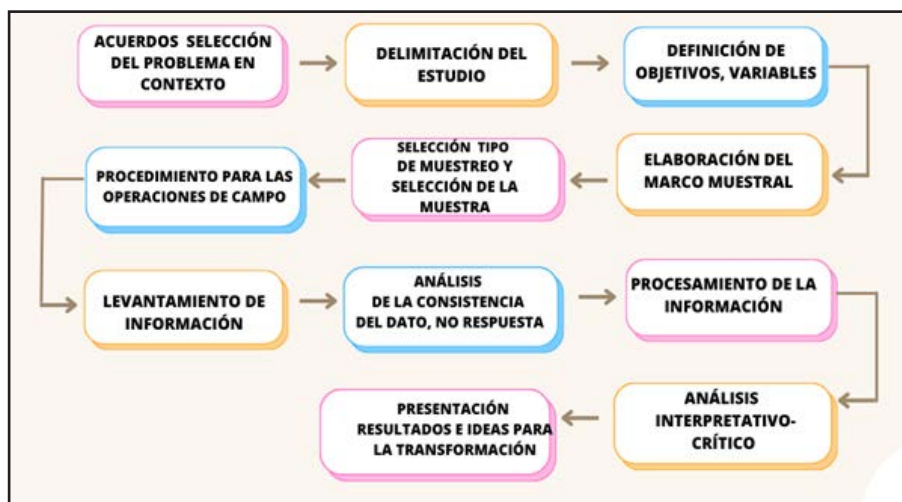 ACUERDOS SELECCIÓN
DEL PROBLEMA EN
CONTEXTO
DELIMITACIÓN DEL
ESTUDIO
DEFINICIÓN DE
OBJETIVOS, VARIABLES
ELABORACIÓN DEL
MARCO MUESTRAL
SELECCIÓN TIPO
DE MUESTREO Y
SELECCIÓN DE LA
MUESTRA
PROCEDIMIENTO PARA LAS
OPERACIONES DE CAMPO
LEVANTAMIENTO DE
INFORMACIÓN
ANÁLISIS
DE LA CONSISTENCIA
DEL DATO, NO RESPUESTA
PROCESAMIENTO DE LA
INFORMACIÓN
ANÁLISIS
INTERPRETATIVO-
CRÍTICO
PRESENTACIÓN
RESULTADOS E IDEAS PARA
LA TRANSFORMACIÓN